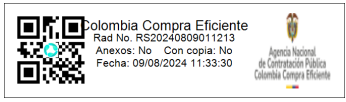 Colombia Compra Eficiente
Rad No. RS20240809011213
Anexos: No Con copia: No
Fecha: 09/08/2024 11:33:30
Agencia Nacional
de Contratación Pública
Colombia Compra Eficiente